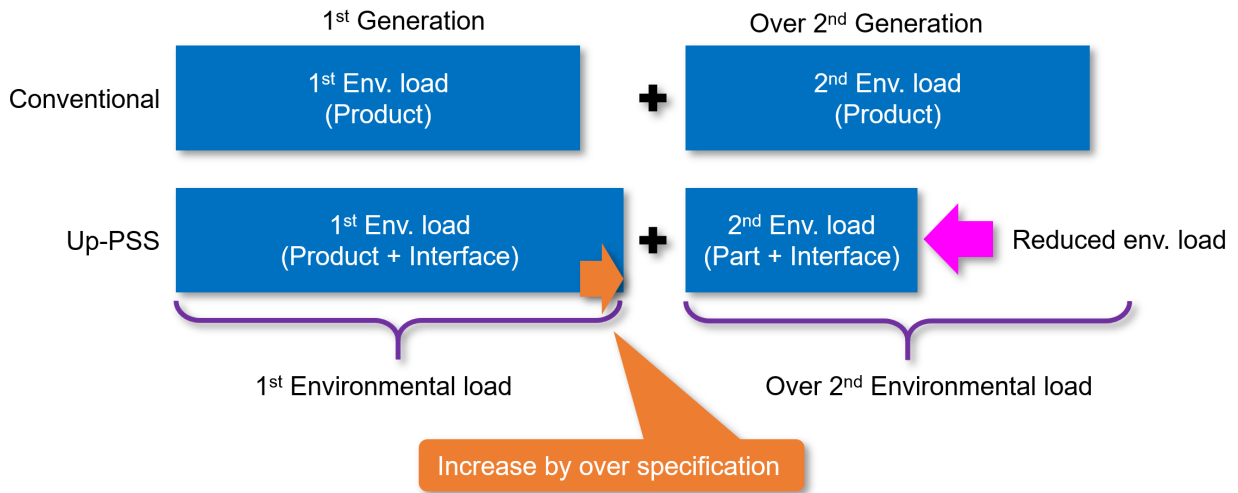 1st Generation
Over 2nd Generation
Conventional
1st Env. load
(Product)
2nd Env. load
(Product)
Up-PSS
1st Env. load
(Product + Interface)
2nd Env. load
(Part + Interface)
Reduced env. load
1st Environmental load
Over 2nd Environmental load
Increase by over specification